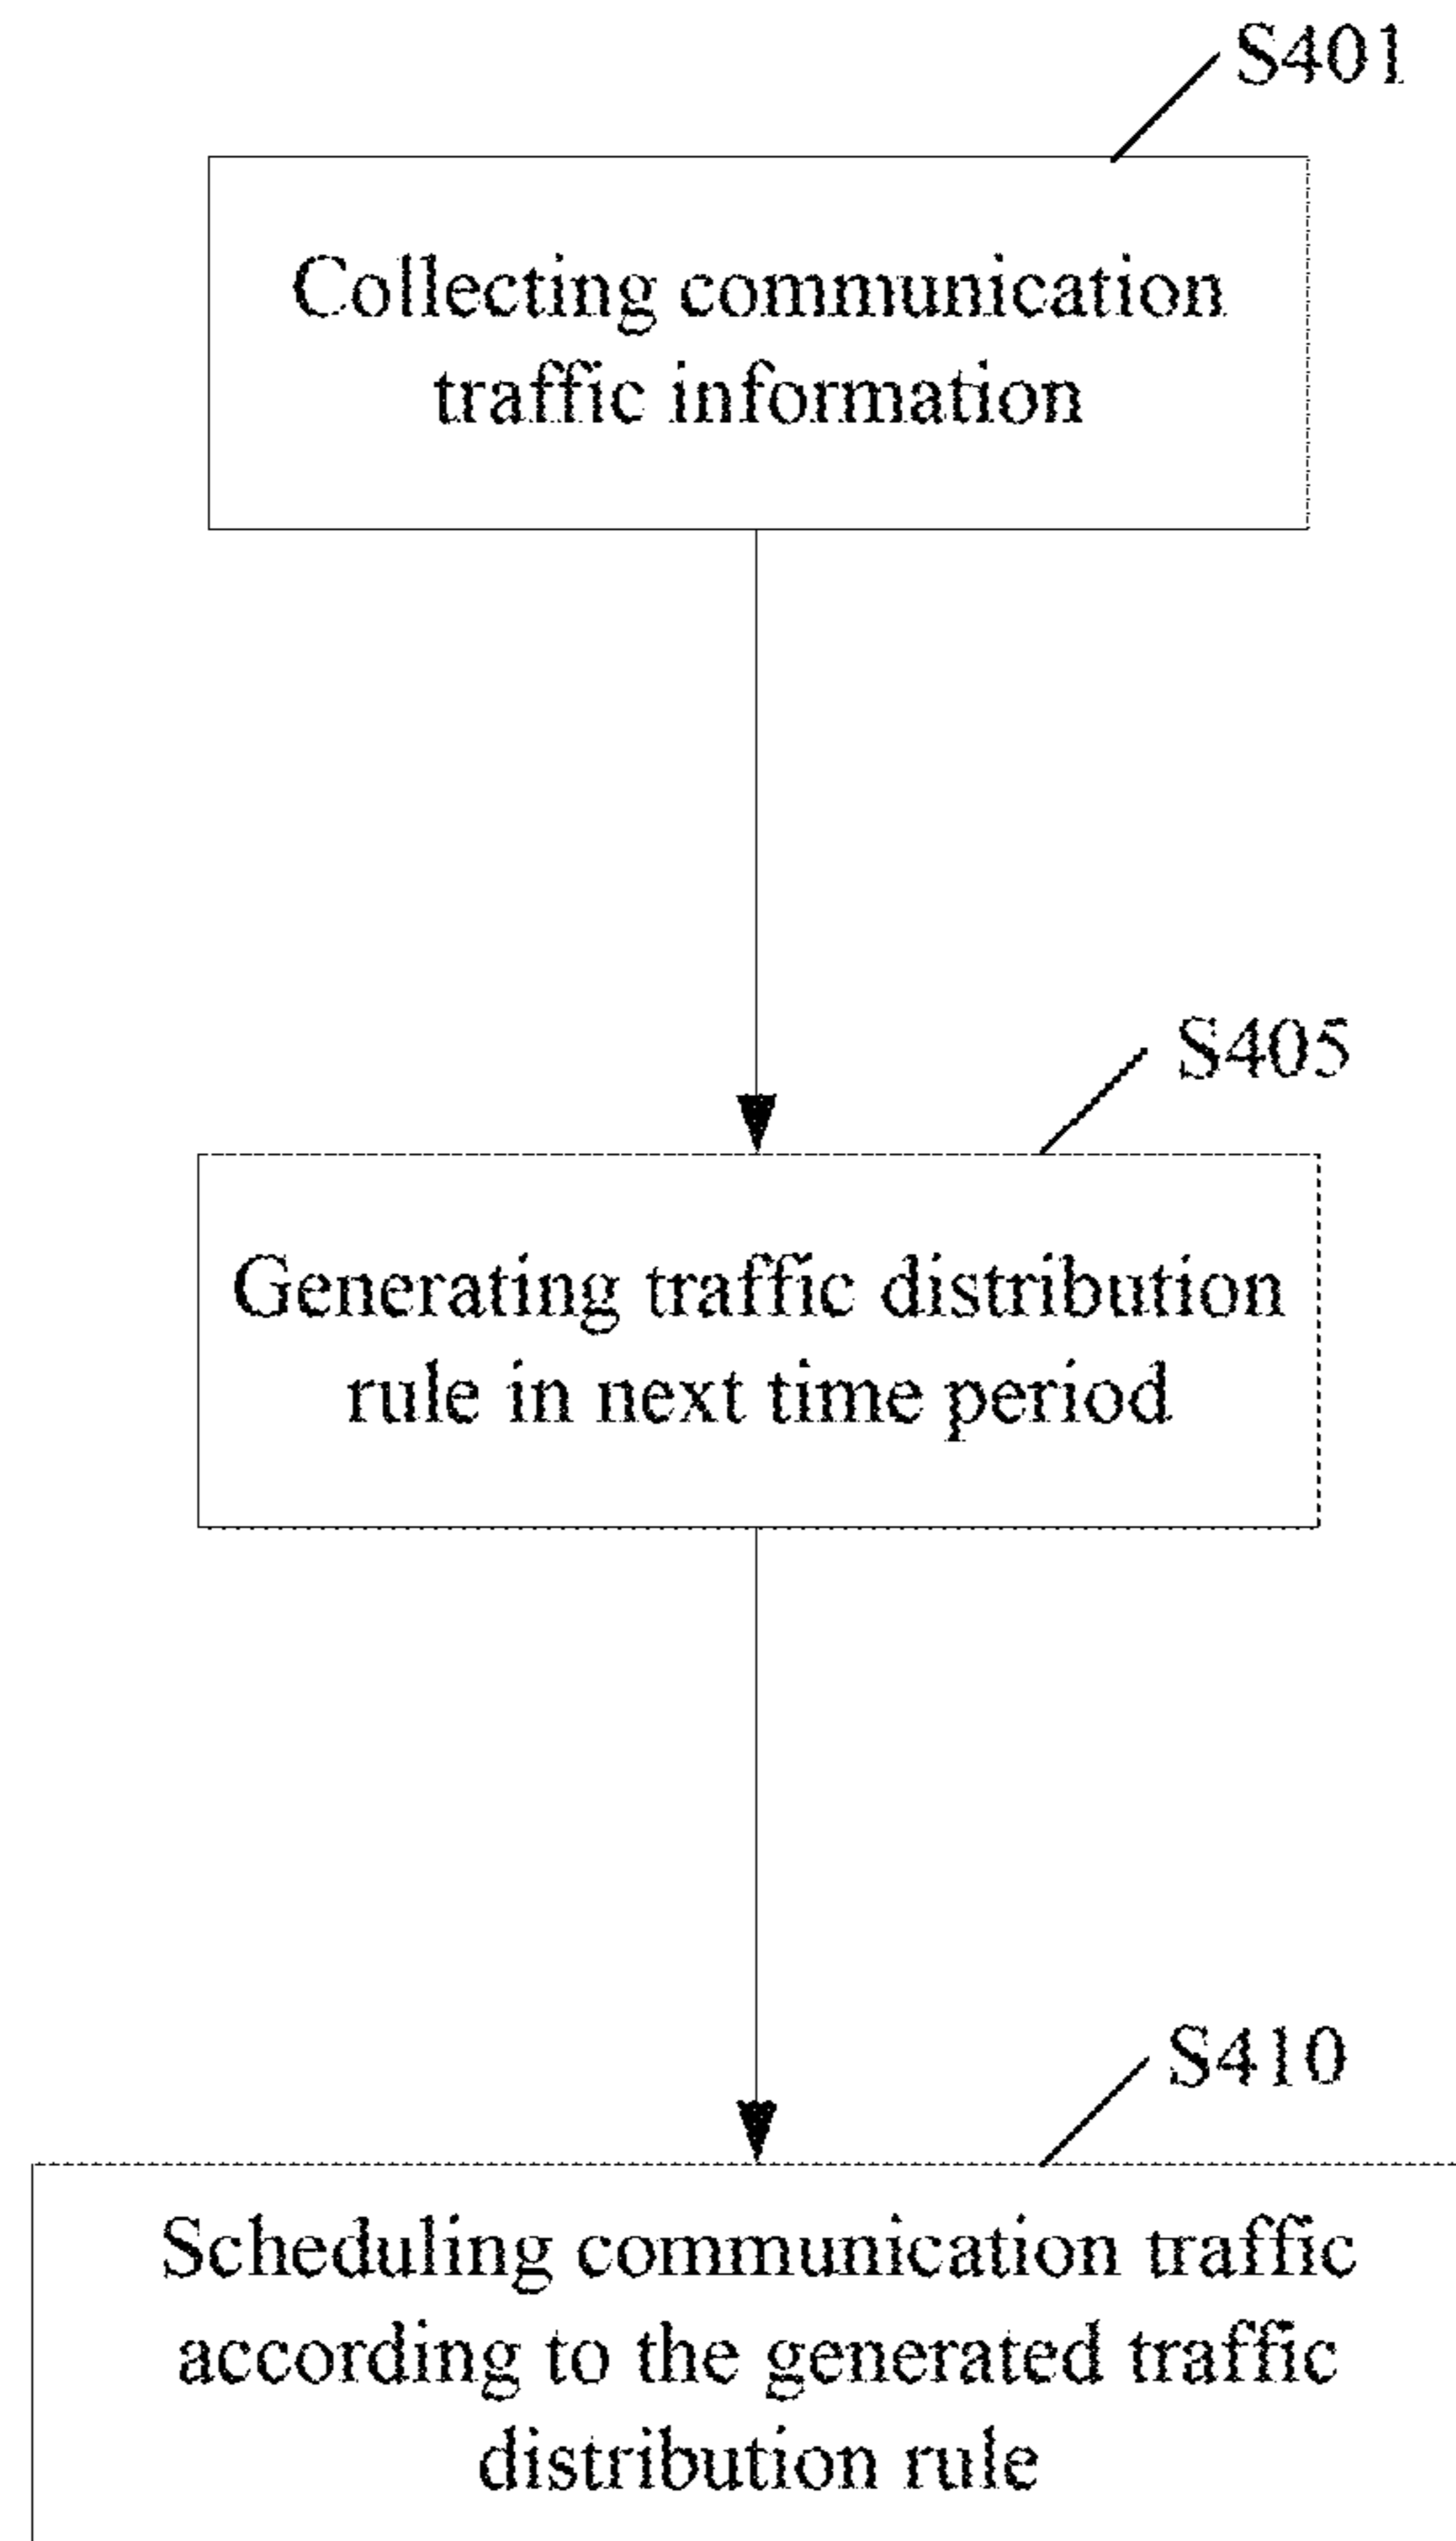 S401
Collecting communication
traffic information
S405
Generating traffic distribution
rule in next time period
S410
Scheduling communication traffic
according to the generated traffic
distribution rule